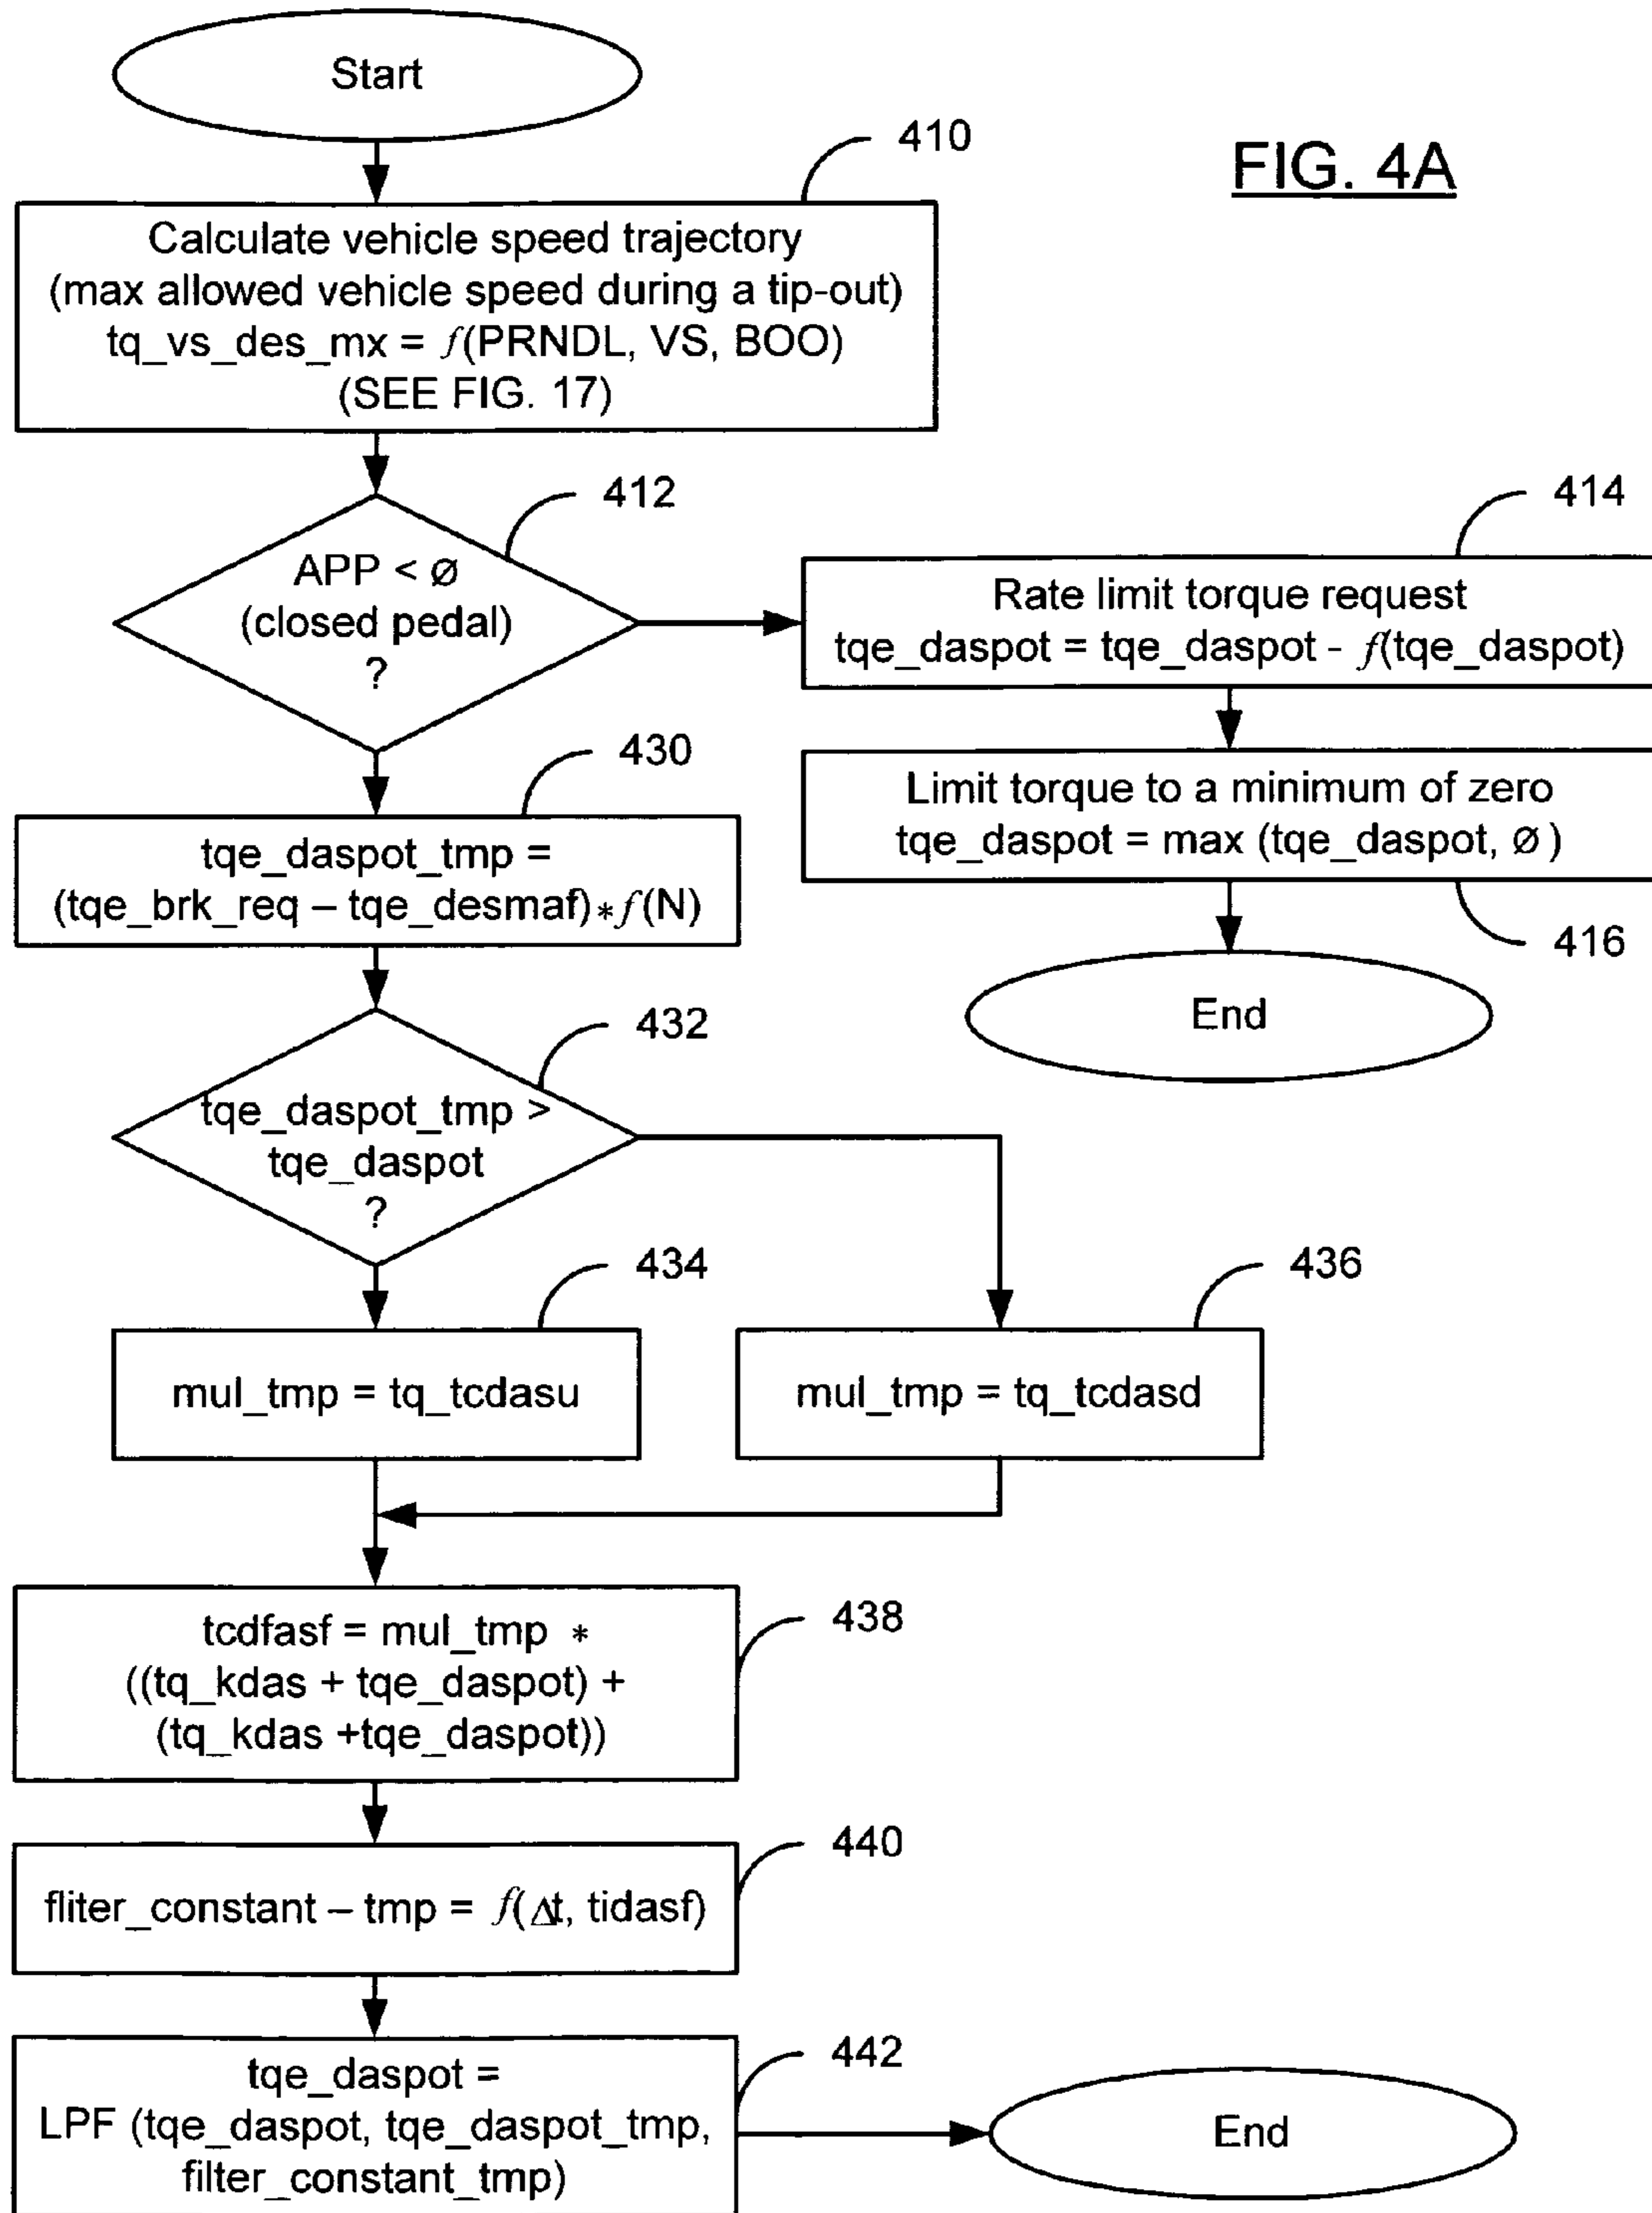 Start
FIG. 4A
410
Calculate vehicle speed trajectory
(max allowed vehicle speed during a tip-out)
tq_vs_des_mx = f(PRNDL, VS, BOO)
(SEE FIG. 17)
412
APP < ø
(closed pedal)
?
414
Rate limit torque request
tqe_daspot = tqe_daspot - f(tqe_daspot)
Limit torque to a minimum of zero
tqe_daspot = max (tqe_daspot, ø )
416
End
430
tqe_daspot_tmp =
(tqe_brk_req – tqe_desmaf)*f(N)
432
tqe_daspot_tmp >
tqe_daspot
?
434
mul_tmp = tq_tcdasu
436
mul_tmp = tq_tcdasd
438
tcdfasf = mul_tmp *
((tq_kdas + tqe_daspot) +
(tq_kdas +tqe_daspot))
440
fliter_constant – tmp = f(Δt, tidasf)
442
tqe_daspot =
LPF (tqe_daspot, tqe_daspot_tmp,
filter_constant_tmp)
End